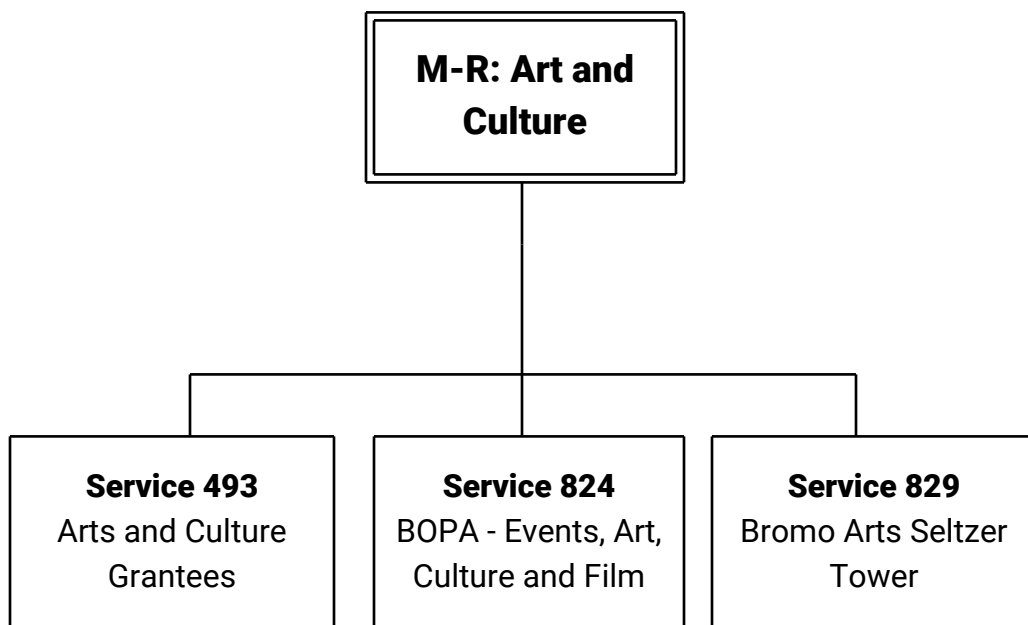 M-R: Art and
Culture
Service 493
Arts and Culture
Grantees
Service 824
BOPA - Events, Art,
Culture and Film
Service 829
Bromo Arts Seltzer
Tower